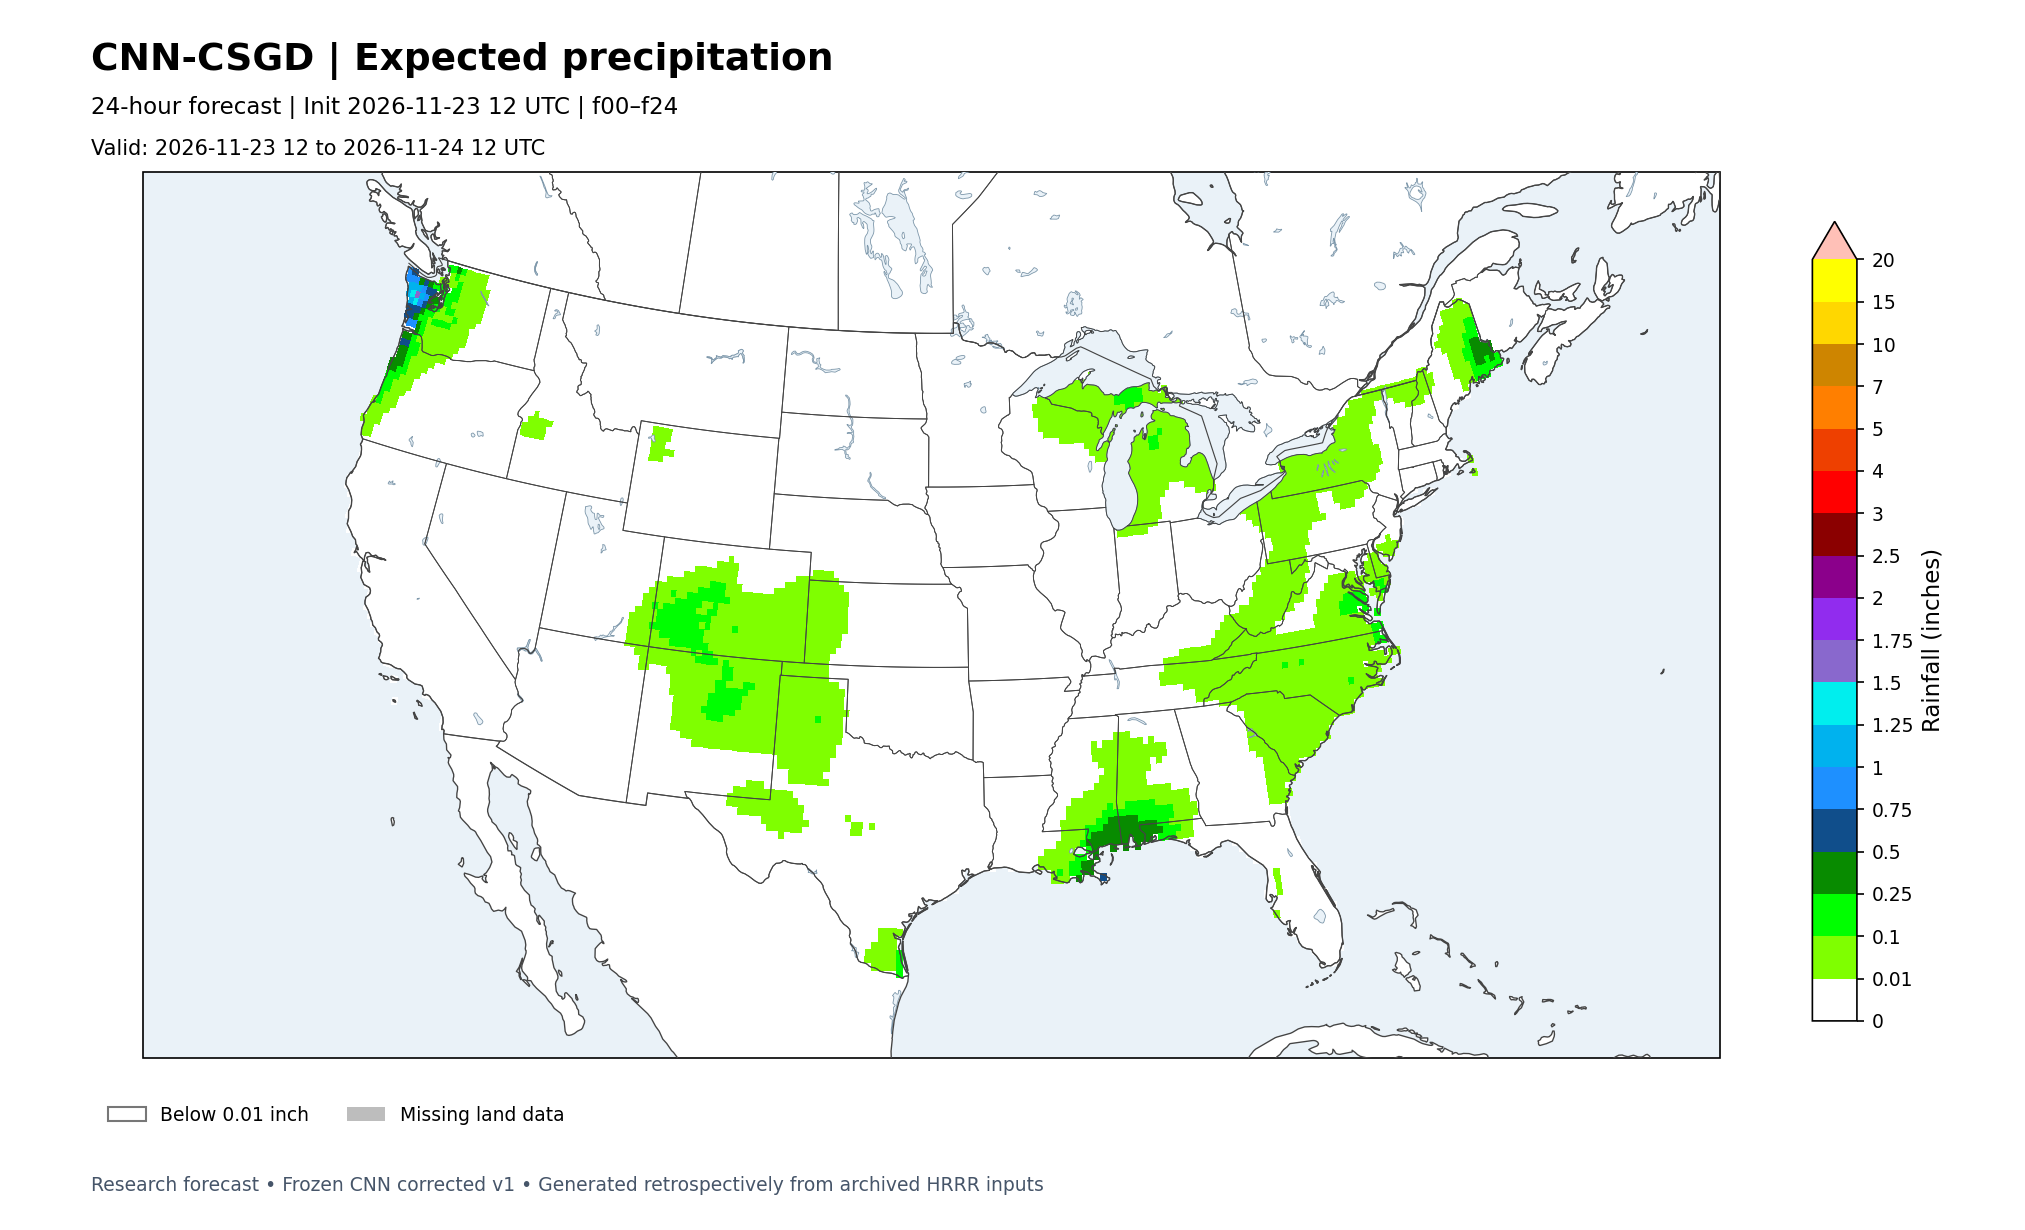 CNN-CSGD | Expected precipitation
24-hour forecast | Init 2026-11-23 12 UTC | f00–f24
Valid: 2026-11-23 12 to 2026-11-24 12 UTC
20
15
10
7
5
4
3
2.5
2
1.75
1.5
1.25
1
0.75
0.5
0.25
0.1
0.01
0
Rainfall (inches)
Below 0.01 inch
Missing land data
Research forecast • Frozen CNN corrected v1 • Generated retrospectively from archived HRRR inputs